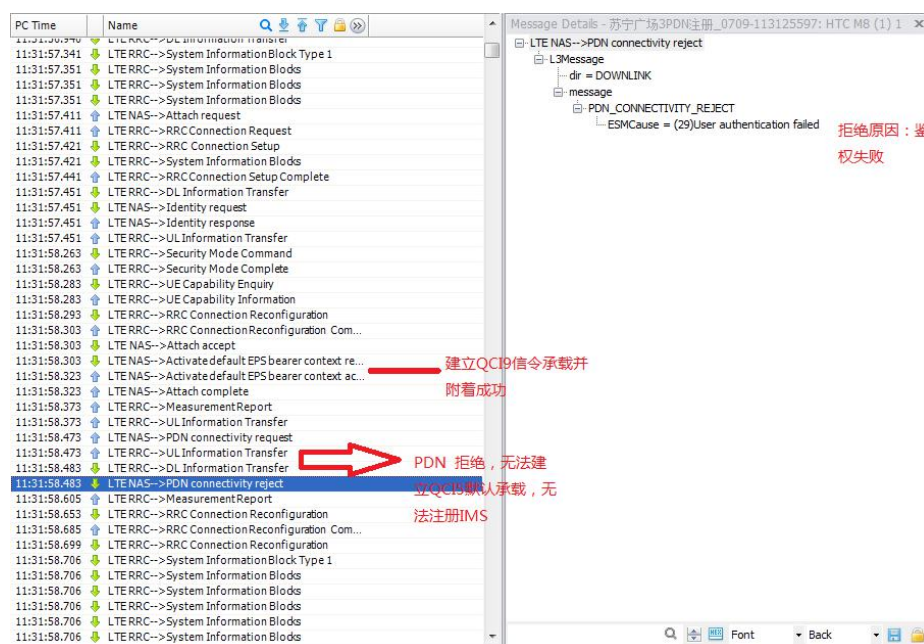 PC Time Name
11:31:56.940 LTE RRC-->DL Information Transfer
11:31:57.341 LTE RRC-->System Information Block Type 1
11:31:57.351 LTE RRC-->System Information Blocks
11:31:57.351 LTE RRC-->System Information Blocks
11:31:57.351 LTE RRC-->System Information Blocks
11:31:57.411 LTE NAS-->Attach request
11:31:57.411 LTE RRC-->RRC Connection Request
11:31:57.421 LTE RRC-->RRC Connection Setup
11:31:57.421 LTE RRC-->System Information Blocks
11:31:57.441 LTE RRC-->RRC Connection Setup Complete
11:31:57.451 LTE RRC-->DL Information Transfer
11:31:57.451 LTE NAS-->Identity request
11:31:57.451 LTE NAS-->Identity response
11:31:57.451 LTE RRC-->UL Information Transfer
11:31:58.263 LTE RRC-->Security Mode Command
11:31:58.263 LTE RRC-->Security Mode Complete
11:31:58.283 LTE RRC-->UE Capability Enquiry
11:31:58.283 LTE RRC-->UE Capability Information
11:31:58.293 LTE RRC-->RRC Connection Reconfiguration
11:31:58.303 LTE RRC-->RRC Connection Reconfiguration Com...
11:31:58.303 LTE NAS-->Attach accept
11:31:58.303 LTE NAS-->Activate default EPS bearer context re...
11:31:58.323 LTE NAS-->Activate default EPS bearer context ac...
11:31:58.323 LTE NAS-->Attach complete
11:31:58.373 LTE RRC-->Measurement Report
11:31:58.373 LTE RRC-->UL Information Transfer
11:31:58.473 LTE NAS-->PDN connectivity request
11:31:58.473 LTE RRC-->UL Information Transfer
11:31:58.483 LTE RRC-->DL Information Transfer
11:31:58.483 LTE NAS-->PDN connectivity reject
11:31:58.605 LTE RRC-->Measurement Report
11:31:58.653 LTE RRC-->RRC Connection Reconfiguration
11:31:58.685 LTE RRC-->RRC Connection Reconfiguration Com...
11:31:58.699 LTE RRC-->RRC Connection Reconfiguration
11:31:58.706 LTE RRC-->System Information Block Type 1
11:31:58.706 LTE RRC-->System Information Blocks
11:31:58.706 LTE RRC-->System Information Blocks
11:31:58.706 LTE RRC-->System Information Blocks
11:31:58.706 LTE RRC-->System Information Blocks
11:31:58.706 LTE RRC-->System Information Blocks
建立QCI9信令承载并
附着成功
PDN 拒绝，无法建
立QCI5默认承载，无
法注册IMS
Message Details - 苏宁广场3PDN注册_0709-113125597: HTC M8 (1) 1
LTE NAS-->PDN connectivity reject
L3Message
dir = DOWNLINK
message
PDN_CONNECTIVITY_REJECT
ESMCause = (29)User authentication failed
拒绝原因：鉴
权失败
HEX Font Back